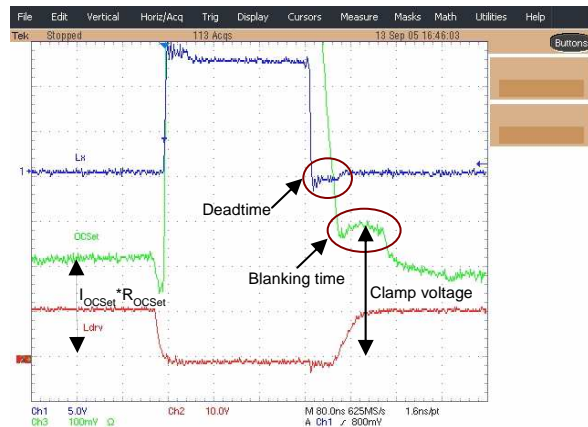 File Edit Vertical Horiz/Acq Trig Display Cursors Measure Masks Math Utilities Help
Tek Stopped 113 Acqs 13 Sep 05 16:46:03
Buttons
Lx
1
Deadtime
OCSet
Blanking time
Clamp voltage
I_OCSet*R_OCSet
Ldrv
Ch1 5.0V Ch2 10.0V M 80.0ns 625MS/s 1.6ns/pt
Ch3 100mV Ω A Ch1 ∕ 800mV